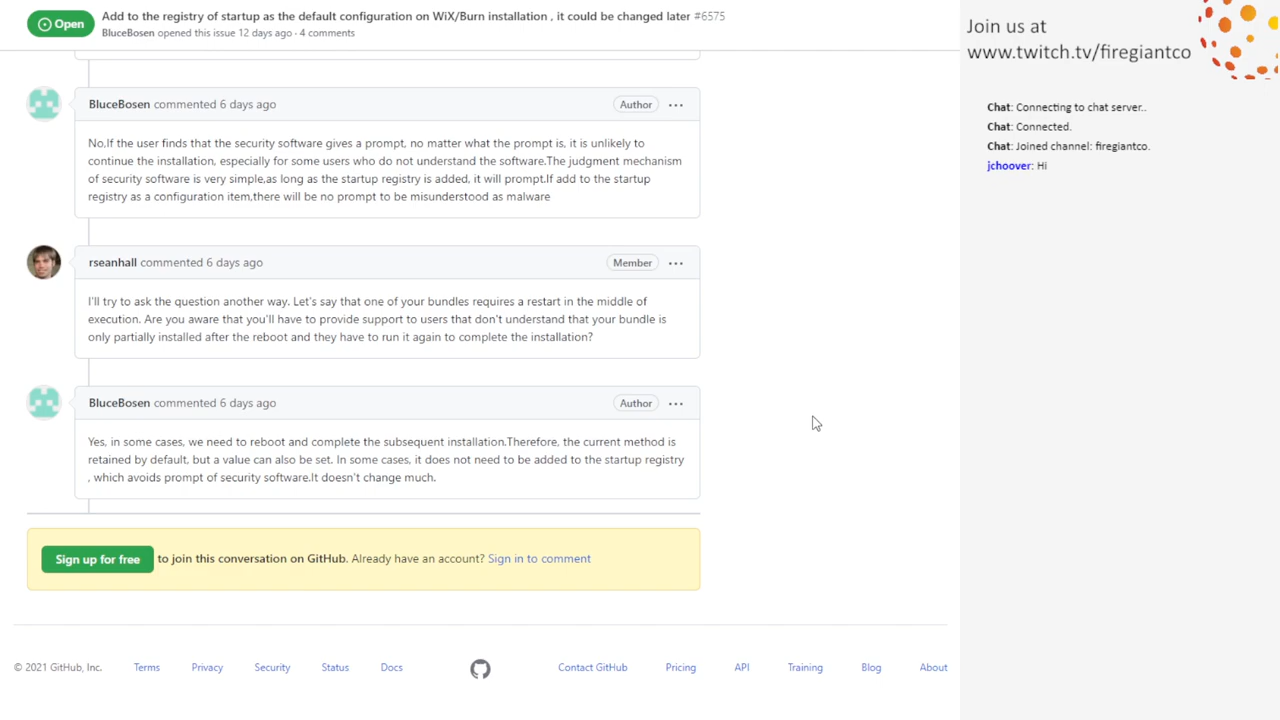 Open
Add to the registry of startup as the default configuration on WiX/Burn installation , it could be changed later #6575
BluceBosen opened this issue 12 days ago · 4 comments
BluceBosen commented 6 days ago
Author
No,If the user finds that the security software gives a prompt, no matter what the prompt is, it is unlikely to
continue the installation, especially for some users who do not understand the software.The judgment mechanism
of security software is very simple,as long as the startup registry is added, it will prompt.If add to the startup
registry as a configuration item,there will be no prompt to be misunderstood as malware
rseanhall commented 6 days ago
Member
I'll try to ask the question another way. Let's say that one of your bundles requires a restart in the middle of
execution. Are you aware that you'll have to provide support to users that don't understand that your bundle is
only partially installed after the reboot and they have to run it again to complete the installation?
BluceBosen commented 6 days ago
Author
Yes, in some cases, we need to reboot and complete the subsequent installation.Therefore, the current method is
retained by default, but a value can also be set. In some cases, it does not need to be added to the startup registry
, which avoids prompt of security software.It doesn't change much.
Sign up for free to join this conversation on GitHub. Already have an account? Sign in to comment
© 2021 GitHub, Inc. Terms Privacy Security Status Docs Contact GitHub Pricing API Training Blog About
Join us at
www.twitch.tv/firegiantco
Chat: Connecting to chat server..
Chat: Connected.
Chat: Joined channel: firegiantco.
jchoover: Hi